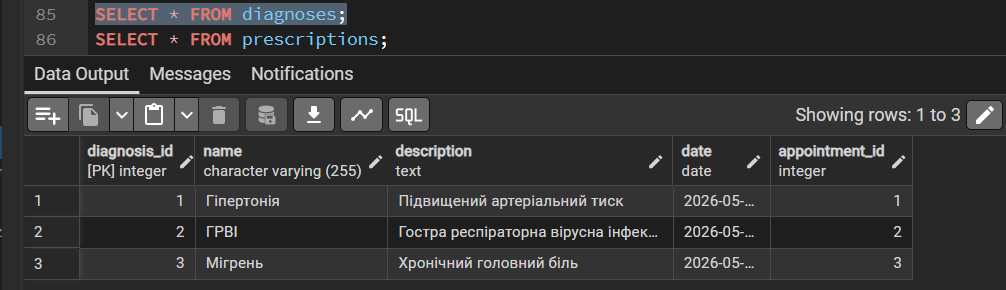 85 SELECT * FROM diagnoses;
86 SELECT * FROM prescriptions;
Data Output Messages Notifications
SQL Showing rows: 1 to 3
diagnosis_id name description date appointment_id
[PK] integer character varying (255) text date integer
1 1 Гіпертонія Підвищений артеріальний тиск 2026-05-... 1
2 2 ГРВІ Гостра респіраторна вірусна інфек... 2026-05-... 2
3 3 Мігрень Хронічний головний біль 2026-05-... 3